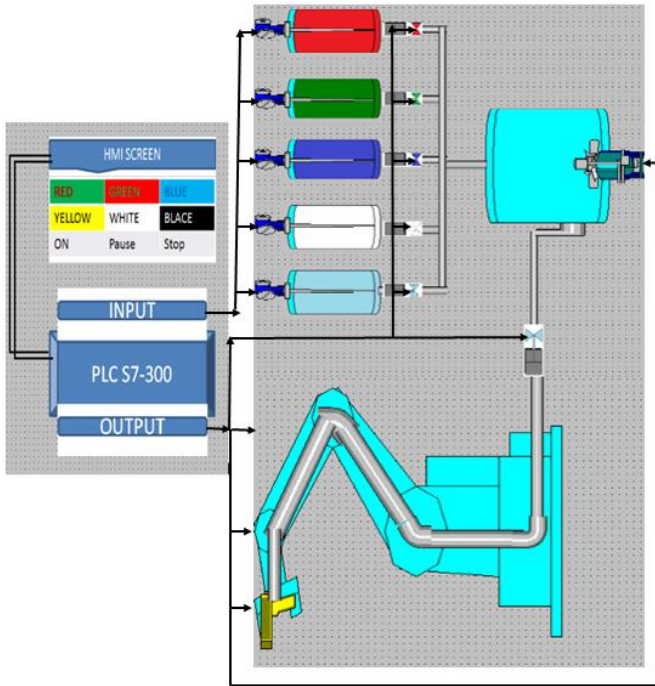 HMI SCREEN
RED GREEN BLUE
YELLOW WHITE BLACE
ON Pause Stop
INPUT
PLC S7-300
OUTPUT